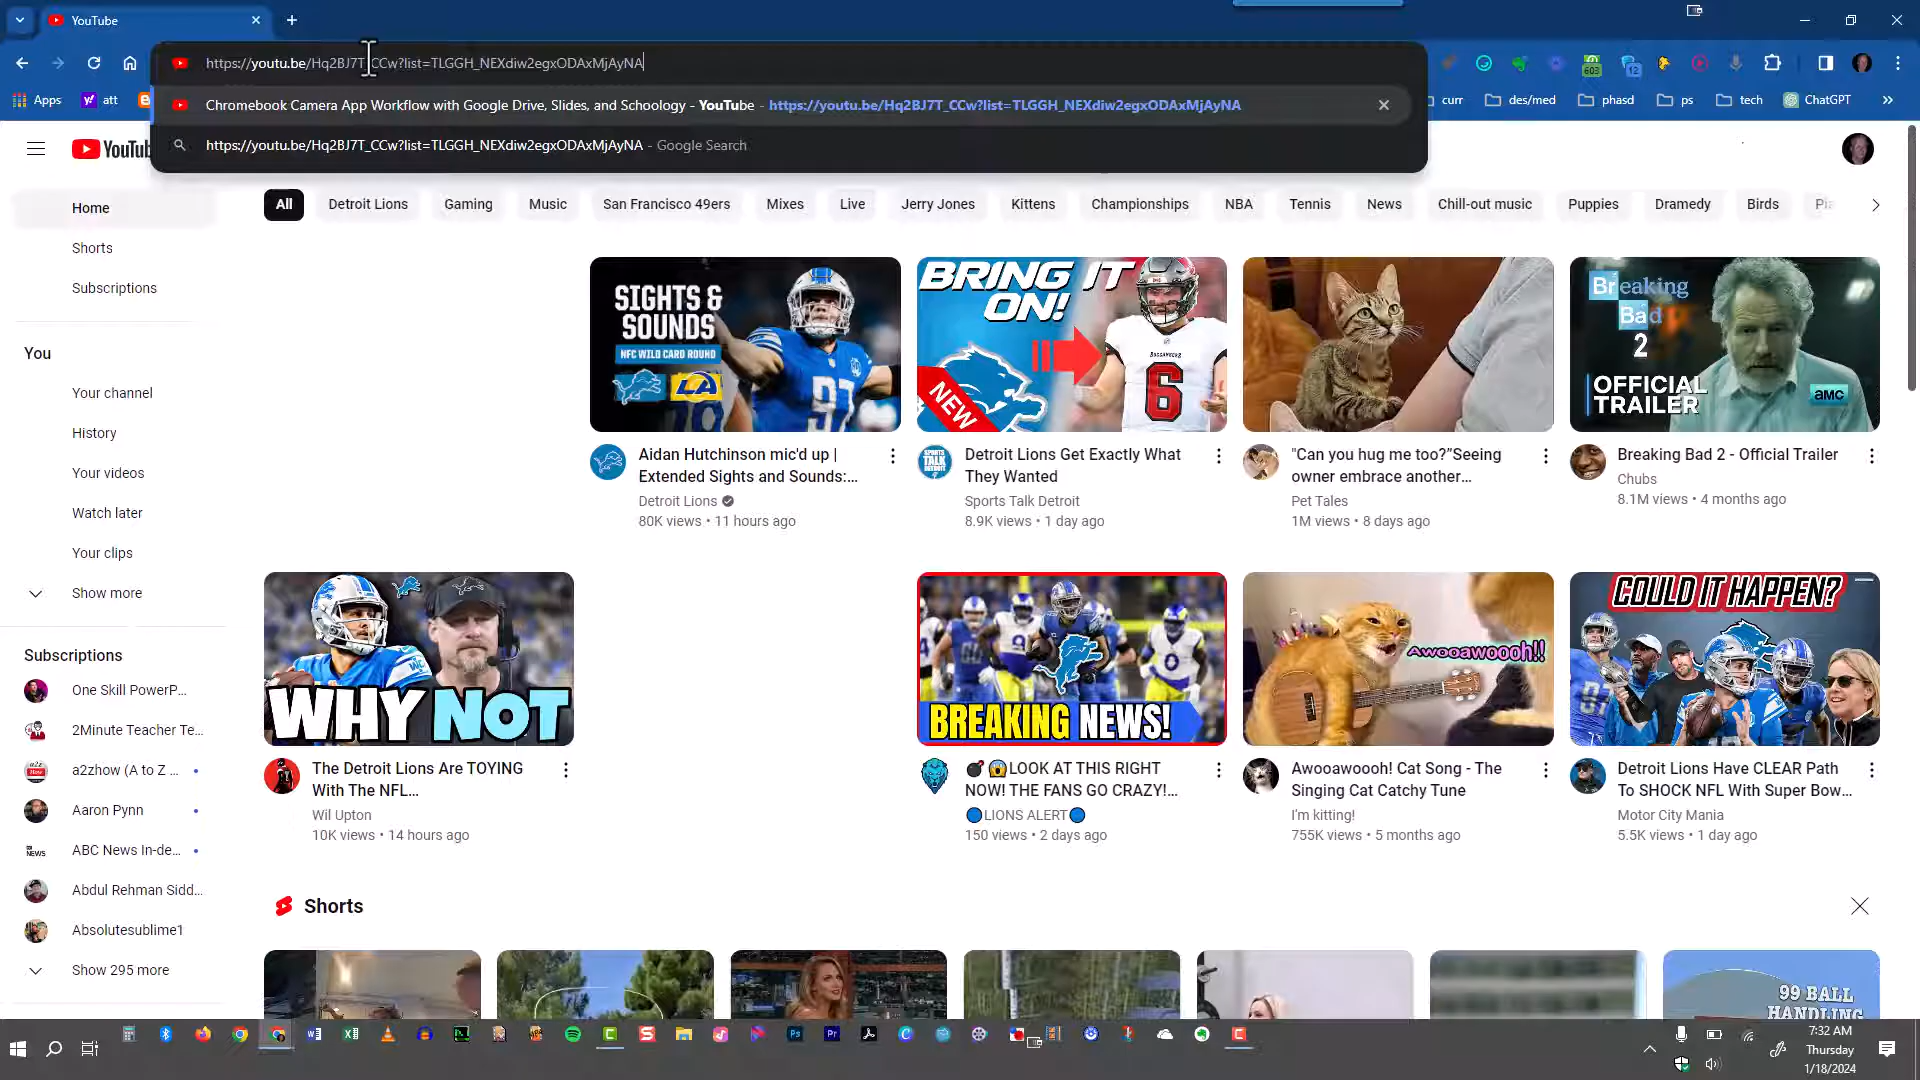 YouTube
https://youtu.be/Hq2BJ7T_CCw?list=TLGGH_NEXdiw2egxODAxMjAyNA
603
12
Chromebook Camera App Workflow with Google Drive, Slides, and Schoology - YouTube - https://youtu.be/Hq2BJ7T_CCw?list=TLGGH_NEXdiw2egxODAxMjAyNA
https://youtu.be/Hq2BJ7T_CCw?list=TLGGH_NEXdiw2egxODAxMjAyNA - Google Search
Apps
att
curr
des/med
phasd
ps
tech
ChatGPT
Home
Shorts
Subscriptions
You
Your channel
History
Your videos
Watch later
Your clips
Show more
Subscriptions
One Skill PowerP...
2Minute Teacher Te...
a2zhow (A to Z ...
Aaron Pynn
ABC News In-de...
Abdul Rehman Sidd...
Absolutesublime1
Show 295 more
All
Detroit Lions
Gaming
Music
San Francisco 49ers
Mixes
Live
Jerry Jones
Kittens
Championships
NBA
Tennis
News
Chill-out music
Puppies
Dramedy
Birds
SIGHTS &
SOUNDS
NFC WILD CARD ROUND
97
Aidan Hutchinson mic'd up |
Extended Sights and Sounds:...
Detroit Lions
80K views • 11 hours ago
BRING IT
ON!
NEW
BUCCANEERS
6
Detroit Lions Get Exactly What
They Wanted
Sports Talk Detroit
8.9K views • 1 day ago
"Can you hug me too?"Seeing
owner embrace another...
Pet Tales
1M views • 8 days ago
Breaking
Bad
2
OFFICIAL
TRAILER
amc
Breaking Bad 2 - Official Trailer
Chubs
8.1M views • 4 months ago
WHY NOT
The Detroit Lions Are TOYING
With The NFL...
Wil Upton
10K views • 14 hours ago
BREAKING NEWS!
💣😱LOOK AT THIS RIGHT
NOW! THE FANS GO CRAZY!...
🔵LIONS ALERT🔵
150 views • 2 days ago
Awooawoooh!!
Awooawoooh! Cat Song - The
Singing Cat Catchy Tune
I'm kitting!
755K views • 5 months ago
COULD IT HAPPEN?
Detroit Lions Have CLEAR Path
To SHOCK NFL With Super Bow...
Motor City Mania
5.5K views • 1 day ago
Shorts
99 BALL
HANDLING
7:32 AM
Thursday
1/18/2024